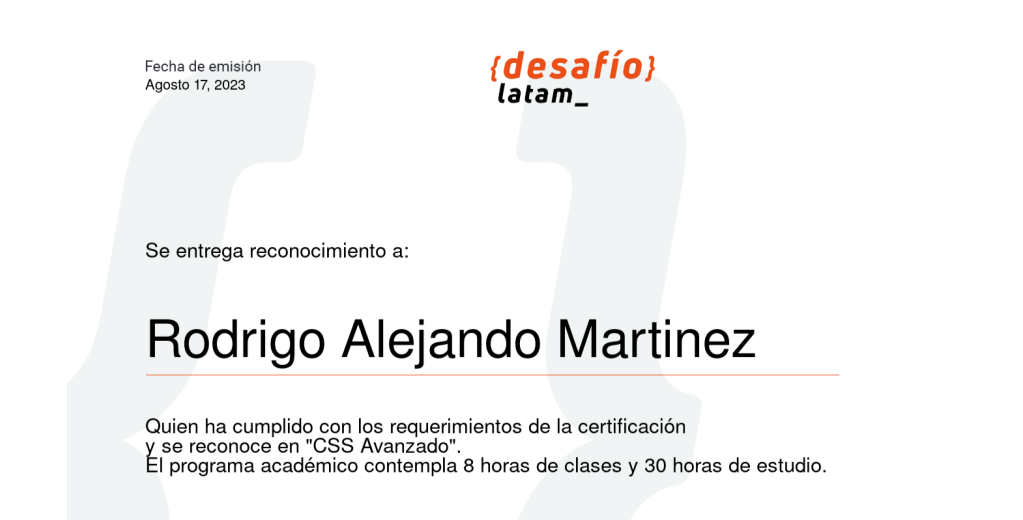 Fecha de emisión
Agosto 17, 2023
{desafío}
latam_
Se entrega reconocimiento a:
Rodrigo Alejando Martinez
Quien ha cumplido con los requerimientos de la certificación
y se reconoce en "CSS Avanzado".
El programa académico contempla 8 horas de clases y 30 horas de estudio.